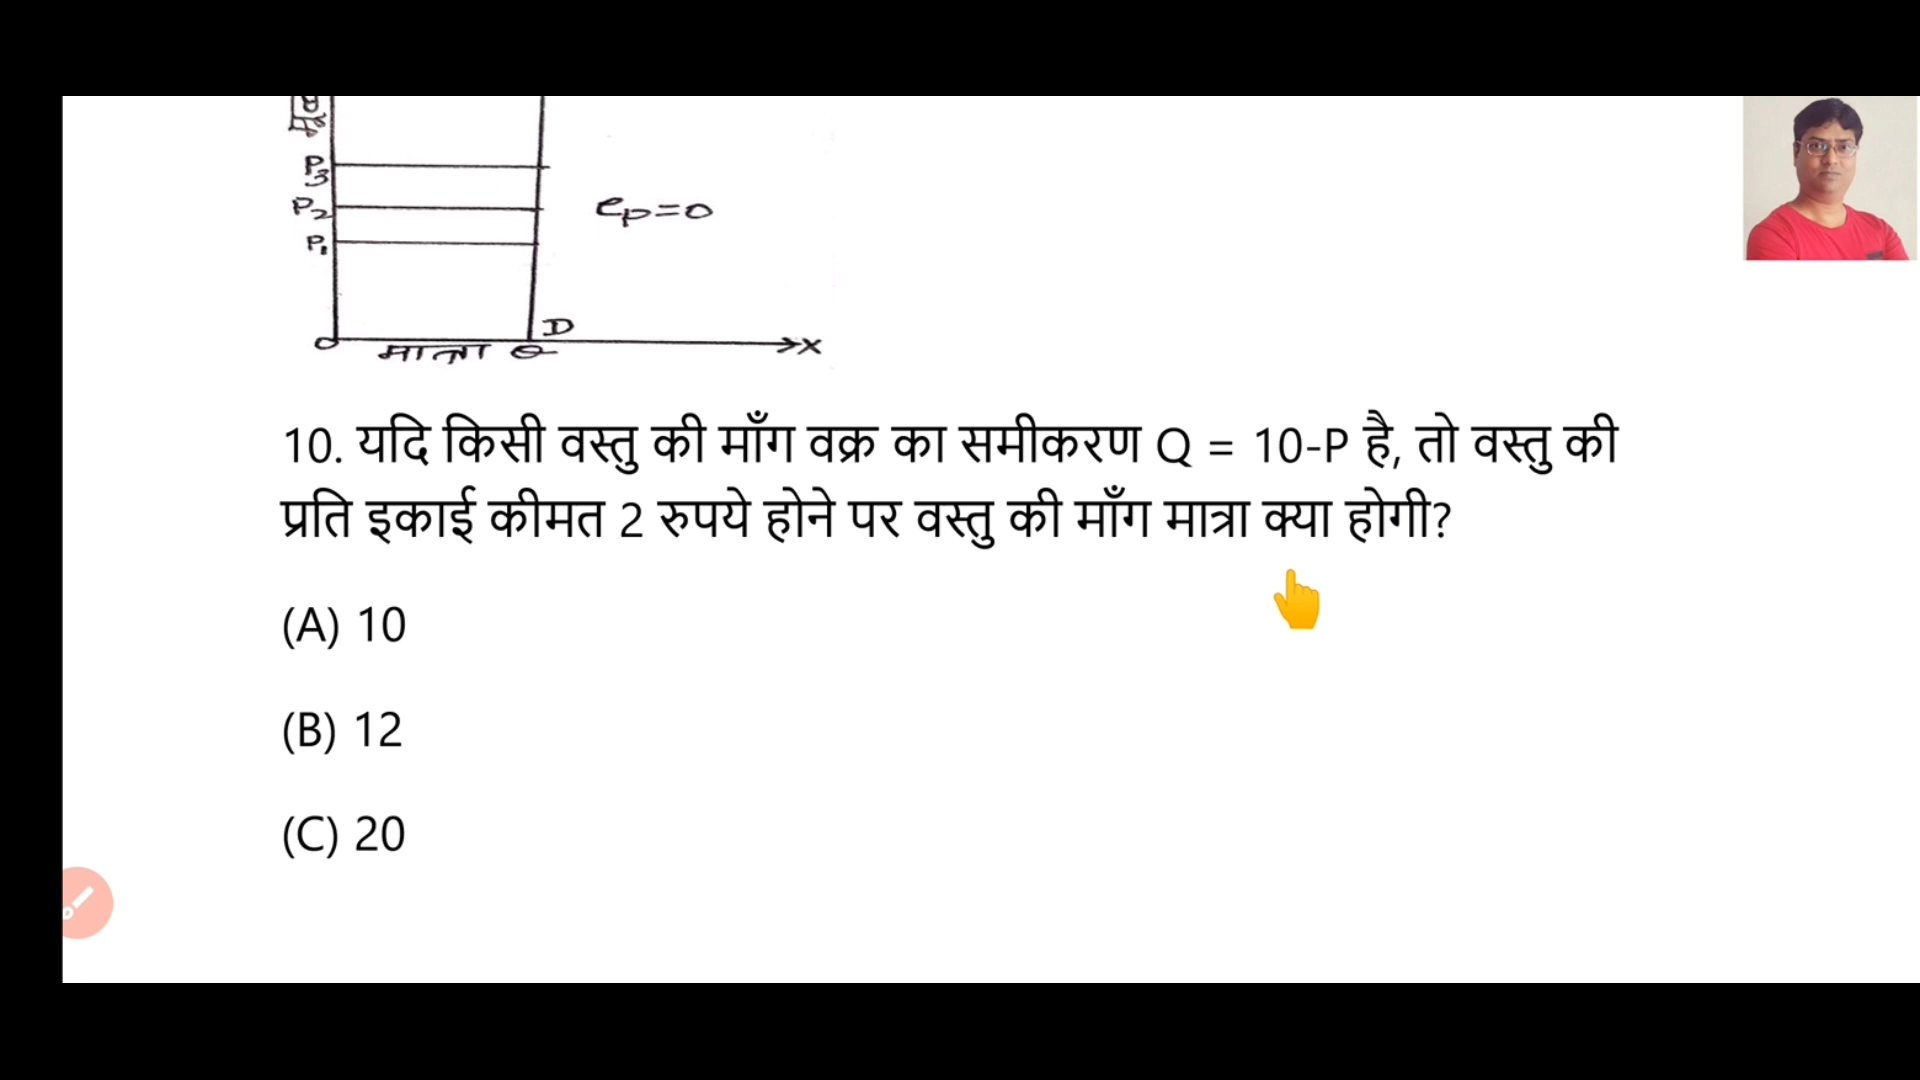 मूल्य
P3
P2
P1
ep=0
D
O मात्रा Q X
10. यदि किसी वस्तु की माँग वक्र का समीकरण Q = 10-P है, तो वस्तु की
प्रति इकाई कीमत 2 रुपये होने पर वस्तु की माँग मात्रा क्या होगी?
(A) 10
(B) 12
(C) 20